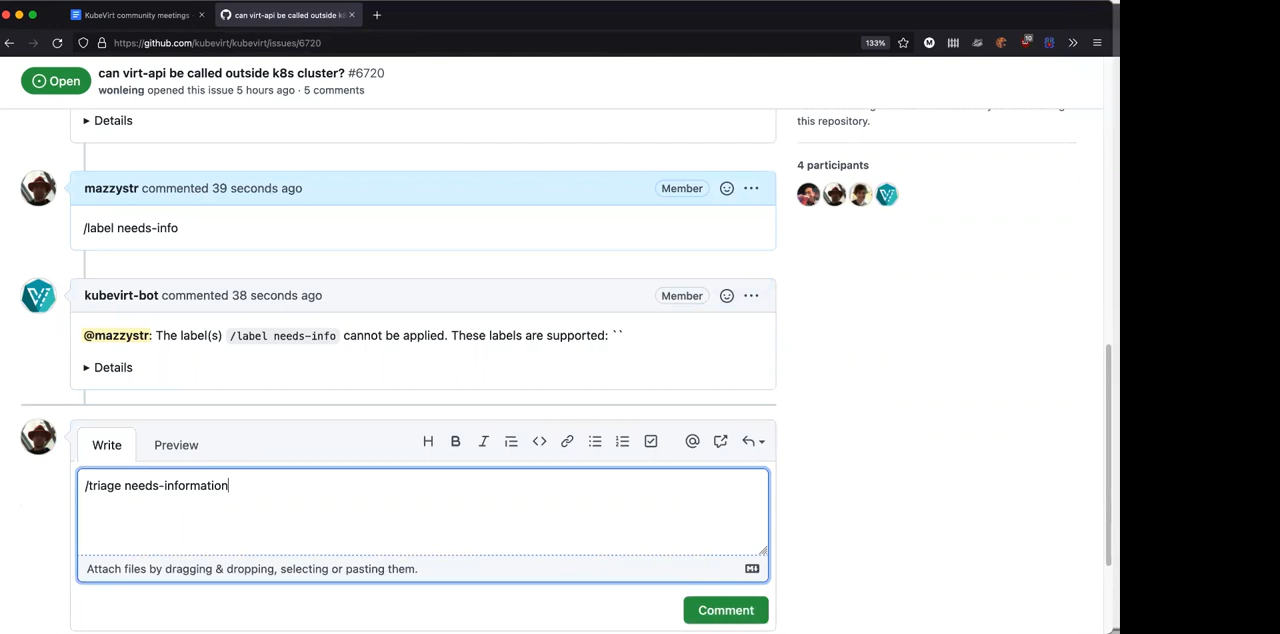 KubeVirt community meetings
can virt-api be called outside k8
https://github.com/kubevirt/kubevirt/issues/6720
133%
10
Open
can virt-api be called outside k8s cluster? #6720
wonleing opened this issue 5 hours ago · 5 comments
Details
this repository.
4 participants
mazzystr commented 39 seconds ago
Member
/label needs-info
kubevirt-bot commented 38 seconds ago
Member
@mazzystr: The label(s) /label needs-info cannot be applied. These labels are supported: ``
Details
Write
Preview
/triage needs-information
Attach files by dragging & dropping, selecting or pasting them.
Comment